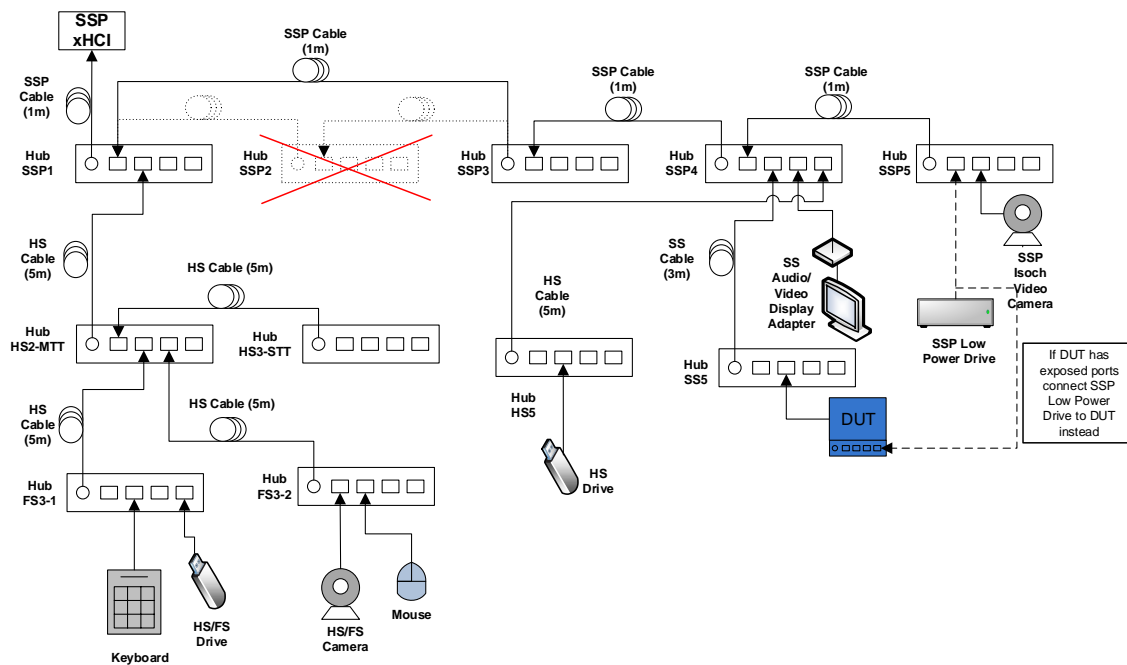 SSP
xHCI
SSP
Cable
(1m)
SSP Cable
(1m)
SSP Cable
(1m)
SSP Cable
(1m)
Hub
SSP1
Hub
SSP2
Hub
SSP3
Hub
SSP4
Hub
SSP5
HS
Cable
(5m)
HS Cable (5m)
HS
Cable
(5m)
SS
Cable
(3m)
SS
Audio/
Video
Display
Adapter
SSP
Isoch
Video
Camera
SSP Low
Power Drive
Hub
HS2-MTT
Hub
HS3-STT
Hub
HS5
Hub
SS5
If DUT has
exposed ports
connect SSP
Low Power
Drive to DUT
instead
DUT
HS
Cable
(5m)
HS Cable (5m)
HS
Drive
Hub
FS3-1
Hub
FS3-2
Keyboard
HS/FS
Drive
HS/FS
Camera
Mouse